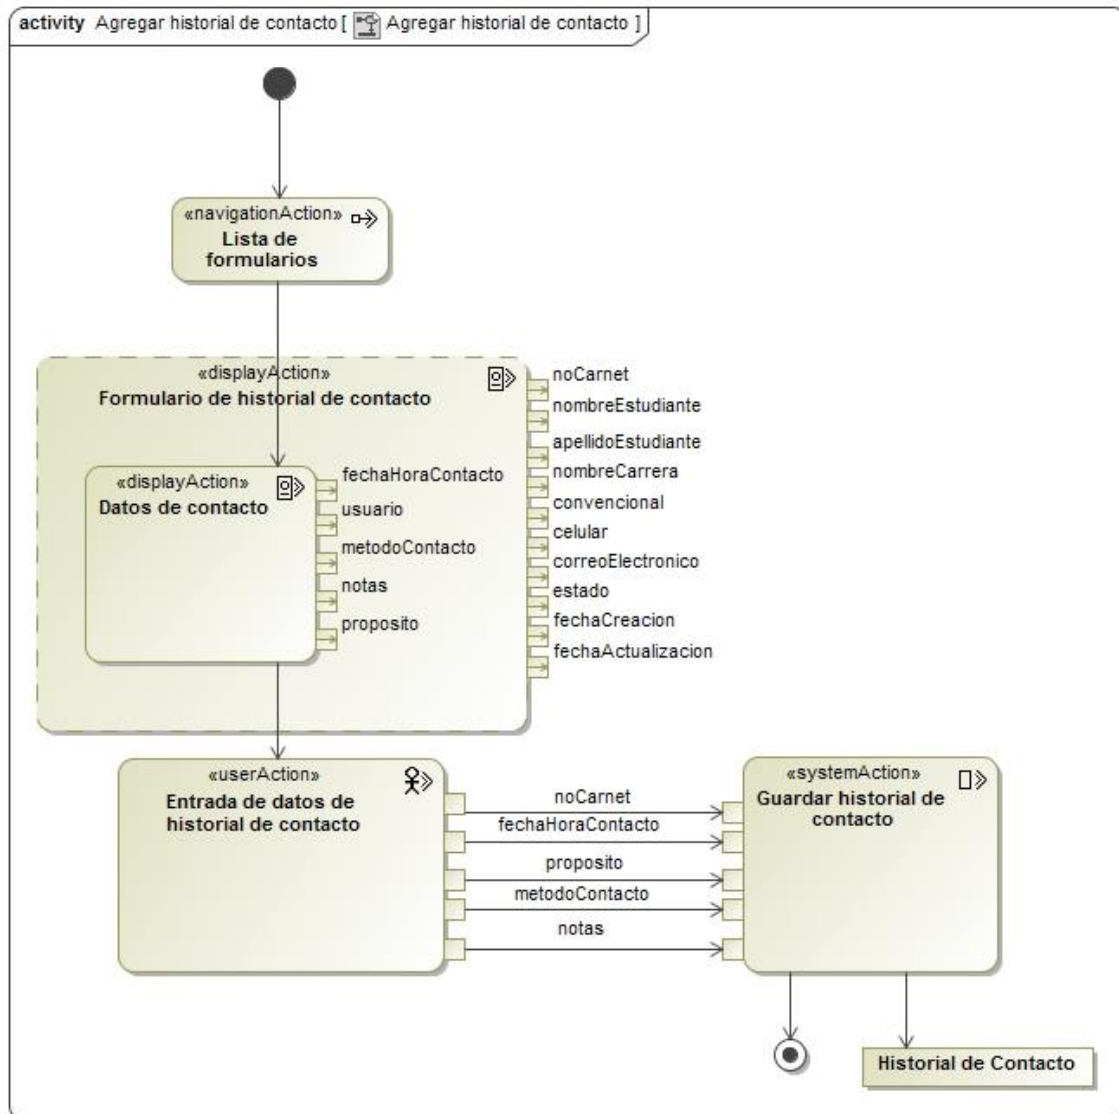 activity Agregar historial de contacto [ Agregar historial de contacto ]
«navigationAction»
Lista de
formularios
«displayAction»
Formulario de historial de contacto
noCarnet
nombreEstudiante
apellidoEstudiante
nombreCarrera
convencional
celular
correoElectronico
estado
fechaCreacion
fechaActualizacion
«displayAction»
Datos de contacto
fechaHoraContacto
usuario
metodoContacto
notas
proposito
«userAction»
Entrada de datos de
historial de contacto
noCarnet
fechaHoraContacto
proposito
metodoContacto
notas
«systemAction»
Guardar historial de
contacto
Historial de Contacto